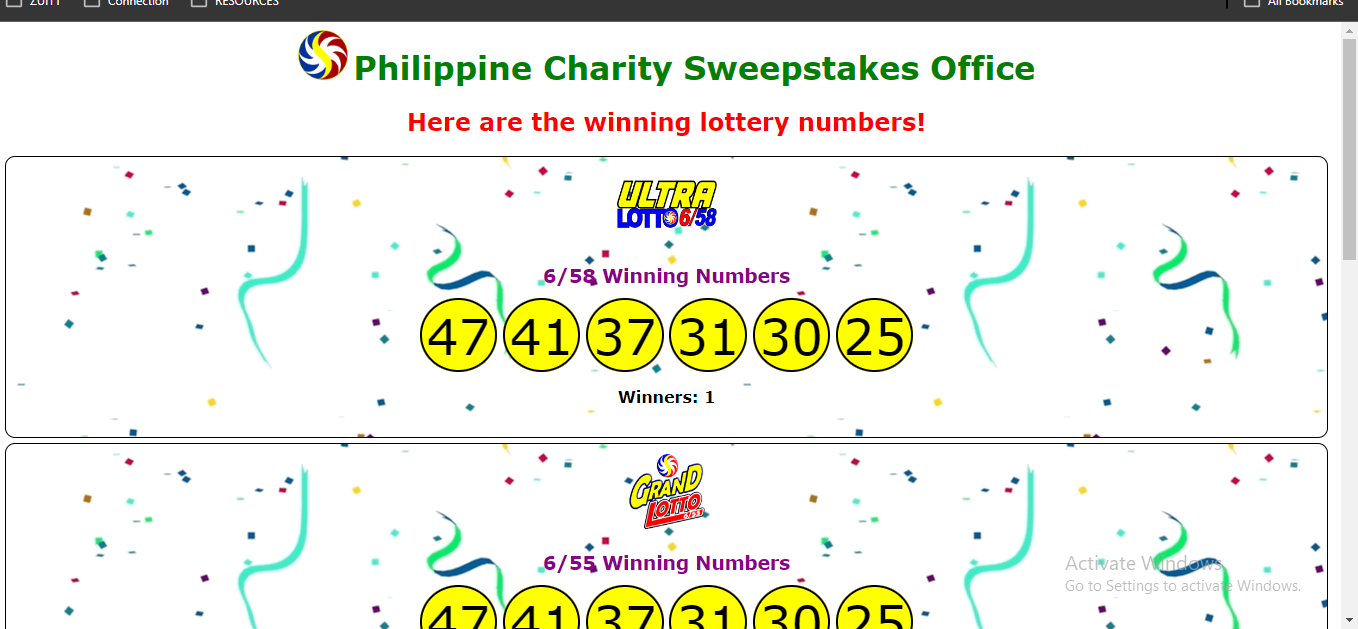 ZUITT Connection RESOURCES All Bookmarks
Philippine Charity Sweepstakes Office
Here are the winning lottery numbers!
ULTRA
LOTTO 6/58
6/58 Winning Numbers
47 41 37 31 30 25
Winners: 1
GRAND
LOTTO
6/55
6/55 Winning Numbers
47 41 37 31 30 25
Activate Windows
Go to Settings to activate Windows.